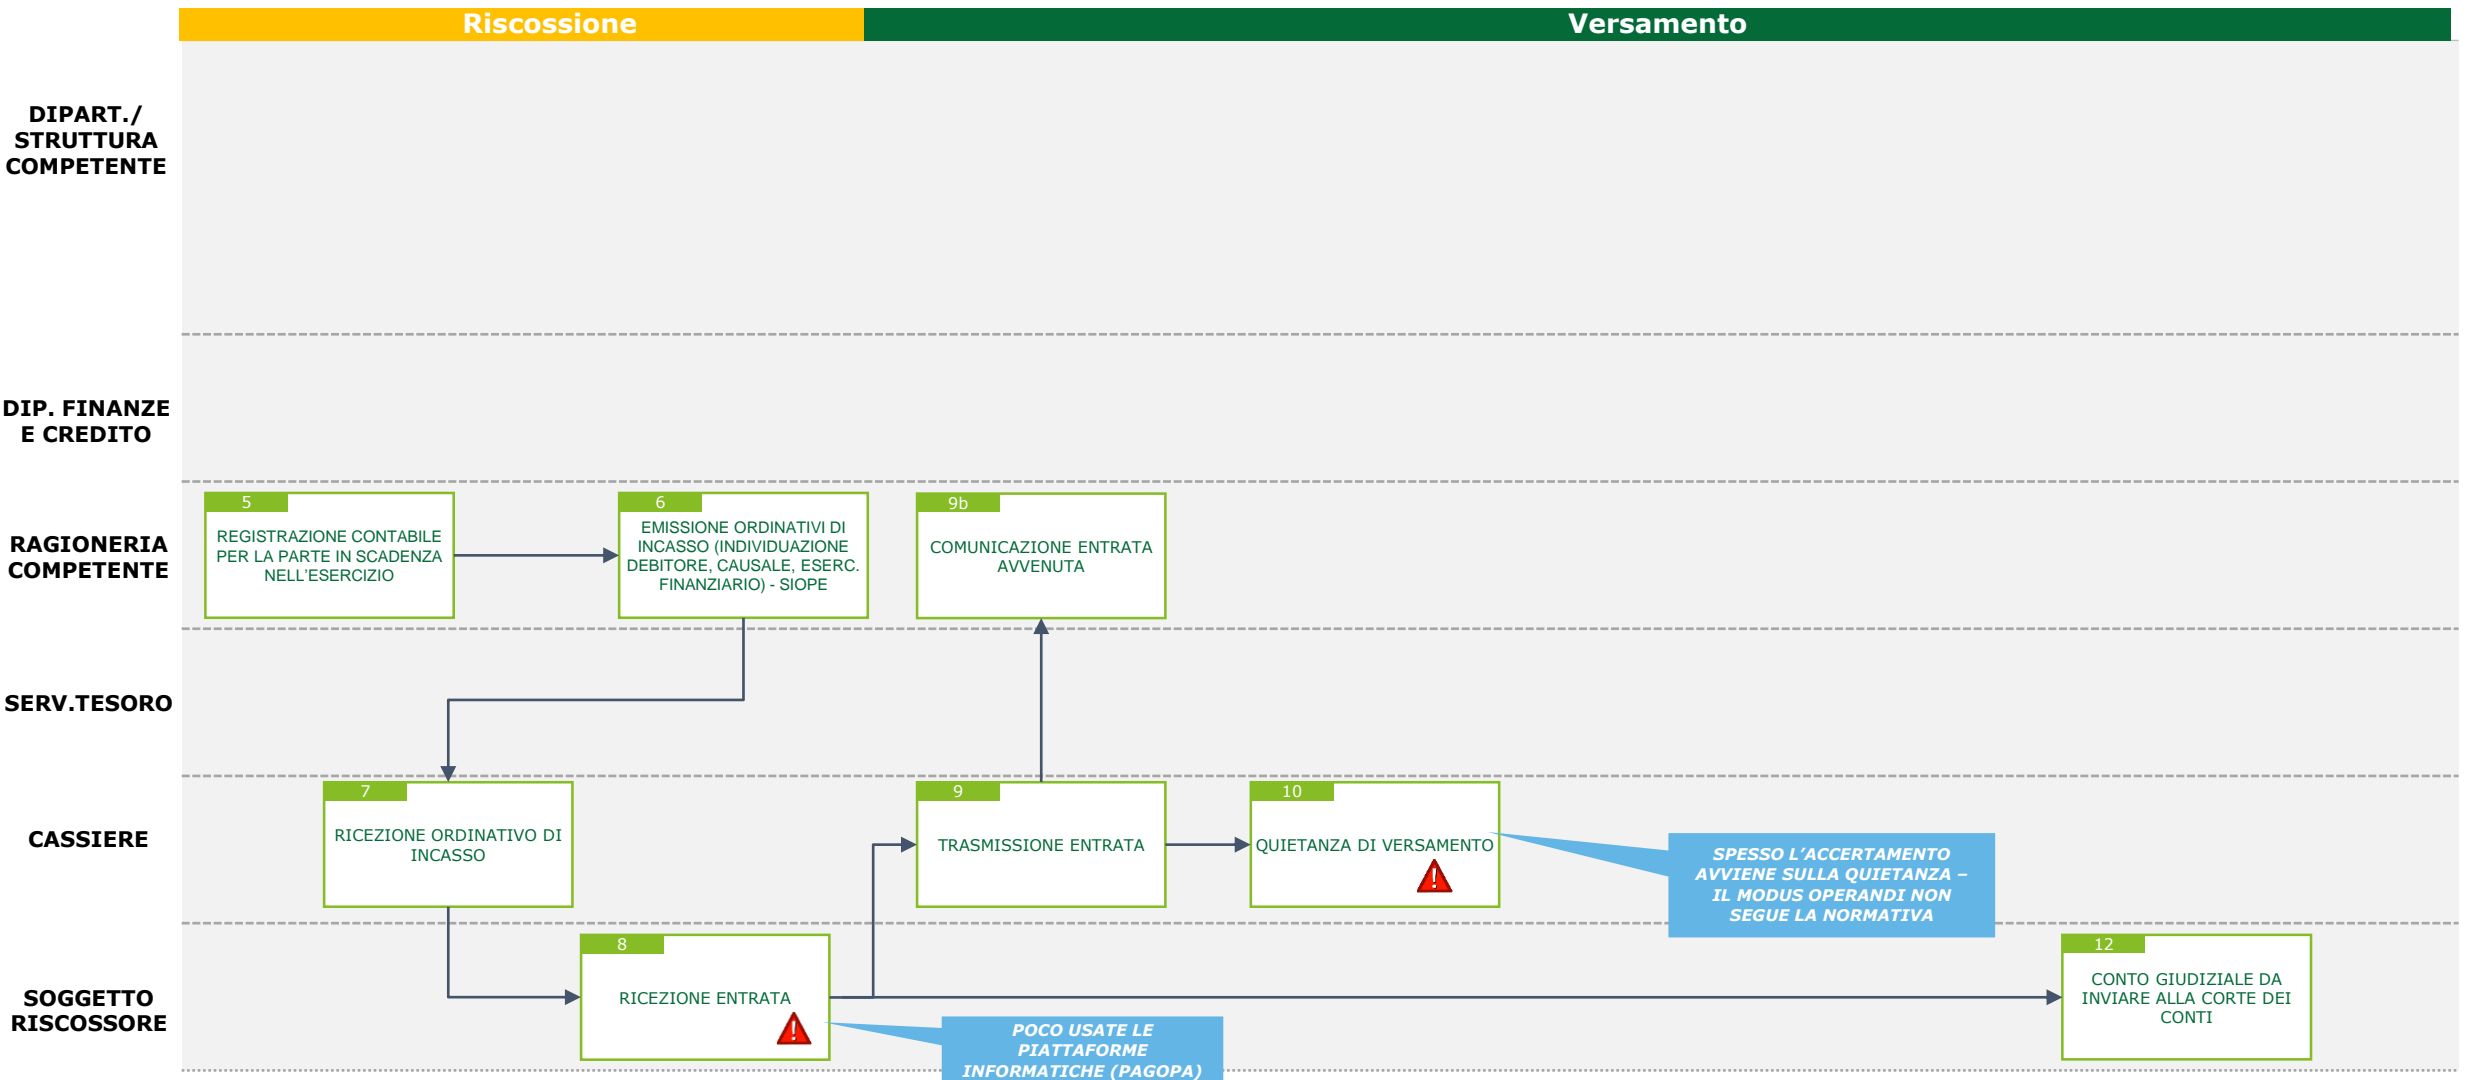 Riscossione
Versamento
DIPART./
STRUTTURA
COMPETENTE
DIP. FINANZE
E CREDITO
RAGIONERIA
COMPETENTE
5
REGISTRAZIONE CONTABILE
PER LA PARTE IN SCADENZA
NELL'ESERCIZIO
6
EMISSIONE ORDINATIVI DI
INCASSO (INDIVIDUAZIONE
DEBITORE, CAUSALE, ESERC.
FINANZIARIO) - SIOPE
9b
COMUNICAZIONE ENTRATA
AVVENUTA
SERV.TESORO
CASSIERE
7
RICEZIONE ORDINATIVO DI
INCASSO
9
TRASMISSIONE ENTRATA
10
QUIETANZA DI VERSAMENTO
SPESSO L'ACCERTAMENTO
AVVIENE SULLA QUIETANZA –
IL MODUS OPERANDI NON
SEGUE LA NORMATIVA
SOGGETTO
RISCOSSORE
8
RICEZIONE ENTRATA
POCO USATE LE
PIATTAFORME
INFORMATICHE (PAGOPA)
12
CONTO GIUDIZIALE DA
INVIARE ALLA CORTE DEI
CONTI